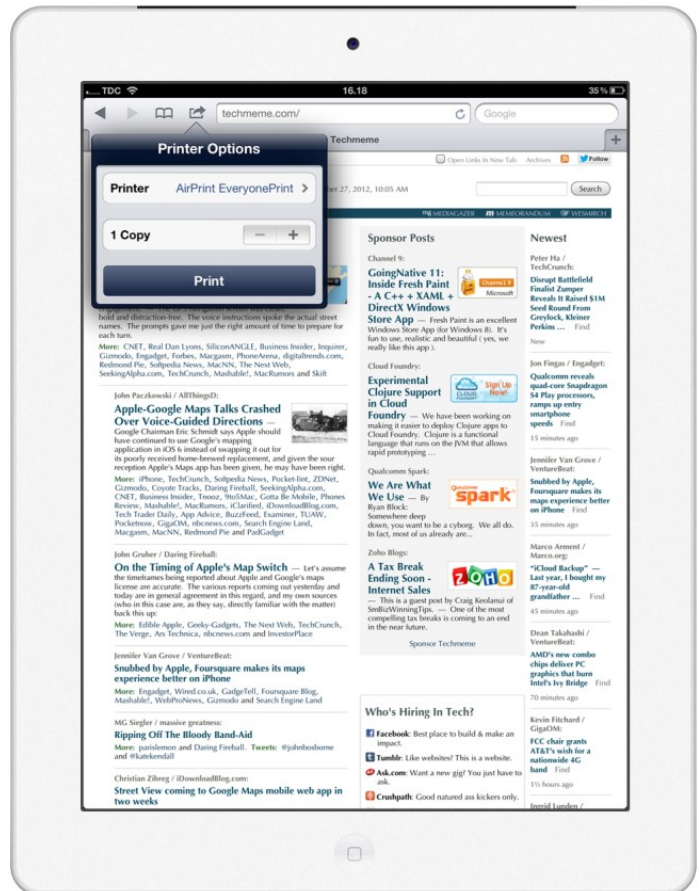 TDC
16.18
35 %
techmeme.com/
Google
Techmeme
Printer Options
Printer AirPrint EveryonePrint
1 Copy
Print
Open Links In New Tab Archives Follow
27, 2012, 10:05 AM
Search
MEDIAGAZER MEMEORANDUM WESMIRCH
bold and distraction-free. The voice instructions spoke the actual street
names. The prompts gave me just the right amount of time to prepare for
each turn.
More: CNET, Real Dan Lyons, SiliconANGLE, Business Insider, Inquirer,
Gizmodo, Engadget, Forbes, Macgasm, PhoneArena, digitaltrends.com,
Redmond Pie, Softpedia News, MacNN, The Next Web,
SeekingAlpha.com, TechCrunch, Mashable!, MacRumors and Skift
John Paczkowski / AllThingsD:
Apple-Google Maps Talks Crashed
Over Voice-Guided Directions —
Google Chairman Eric Schmidt says Apple should
have continued to use Google's mapping
application in iOS 6 instead of swapping it out for
its poorly received home-brewed replacement, and given the sour
reception Apple's Maps app has been given, he may have been right.
More: iPhone, TechCrunch, Softpedia News, Pocket-lint, ZDNet,
Gizmodo, Coyote Tracks, Daring Fireball, SeekingAlpha.com,
CNET, Business Insider, Tnooz, 9to5Mac, Gotta Be Mobile, Phones
Review, Mashable!, MacRumors, iClarified, iDownloadBlog.com,
Tech Trader Daily, App Advice, BuzzFeed, Examiner, TUAW,
Pocketnow, GigaOM, nbcnews.com, Search Engine Land,
Macgasm, MacNN, Redmond Pie and PadGadget
John Gruber / Daring Fireball:
On the Timing of Apple's Map Switch — Let's assume
the timeframes being reported about Apple and Google's maps
license are accurate. The various reports coming out yesterday and
today are in general agreement in this regard, and my own sources
(who in this case are, as they say, directly familiar with the matter)
back this up:
More: Edible Apple, Geeky-Gadgets, The Next Web, TechCrunch,
The Verge, Ars Technica, nbcnews.com and InvestorPlace
Jennifer Van Grove / VentureBeat:
Snubbed by Apple, Foursquare makes its maps
experience better on iPhone
More: Engadget, Wired.co.uk, GadgeTell, Foursquare Blog,
Mashable!, WebProNews, Gizmodo and Search Engine Land
MG Siegler / massive greatness:
Ripping Off The Bloody Band-Aid
More: parislemon and Daring Fireball. Tweets: @johnboshorne
and @katekendall
Christian Zibreg / iDownloadBlog.com:
Street View coming to Google Maps mobile web app in
two weeks
Sponsor Posts
Channel 9:
GoingNative 11:
Inside Fresh Paint
- A C++ + XAML +
DirectX Windows
Store App — Fresh Paint is an excellent
Windows Store App (for Windows 8). It's
fun to use, realistic and beautiful ( yes, we
really like this app ).
Channel 9
Microsoft
Cloud Foundry:
Experimental
Clojure Support
in Cloud
Foundry — We have been working on
making it easier to deploy Clojure apps to
Cloud Foundry. Clojure is a functional
language that runs on the JVM that allows
rapid prototyping ...
CLOUD
FOUNDRY
Sign Up
Now!
Qualcomm Spark:
We Are What
We Use — By
Ryan Block:
Somewhere deep
down, you want to be a cyborg. We all do.
In fact, most of us already are...
spark
Zoho Blogs:
A Tax Break
Ending Soon -
Internet Sales
— This is a guest post by Craig Keolanui of
SmBizWinningTips. — One of the most
compelling tax breaks is coming to an end
in the near future.
ZOHO
Sponsor Techmeme
Who's Hiring In Tech?
Facebook: Best place to build & make an
impact.
Tumblr: Like websites? This is a website.
Ask.com: Want a new gig? You just have to
ask.
Crushpath: Good natured ass kickers only.
Newest
Peter Ha /
TechCrunch:
Disrupt Battlefield
Finalist Zumper
Reveals It Raised $1M
Seed Round From
Greylock, Kleiner
Perkins ... Find
New
Jon Fingas / Engadget:
Qualcomm reveals
quad-core Snapdragon
S4 Play processors,
ramps up entry
smartphone
speeds Find
15 minutes ago
Jennifer Van Grove /
VentureBeat:
Snubbed by Apple,
Foursquare makes its
maps experience better
on iPhone Find
35 minutes ago
Marco Arment /
Marco.org:
“iCloud Backup” —
Last year, I bought my
87-year-old
grandfather ... Find
45 minutes ago
Dean Takahashi /
VentureBeat:
AMD's new combo
chips deliver PC
graphics that burn
Intel's Ivy Bridge Find
70 minutes ago
Kevin Fitchard /
GigaOM:
FCC chair grants
AT&T's wish for a
nationwide 4G
band Find
1½ hours ago
Ingrid Lunden /